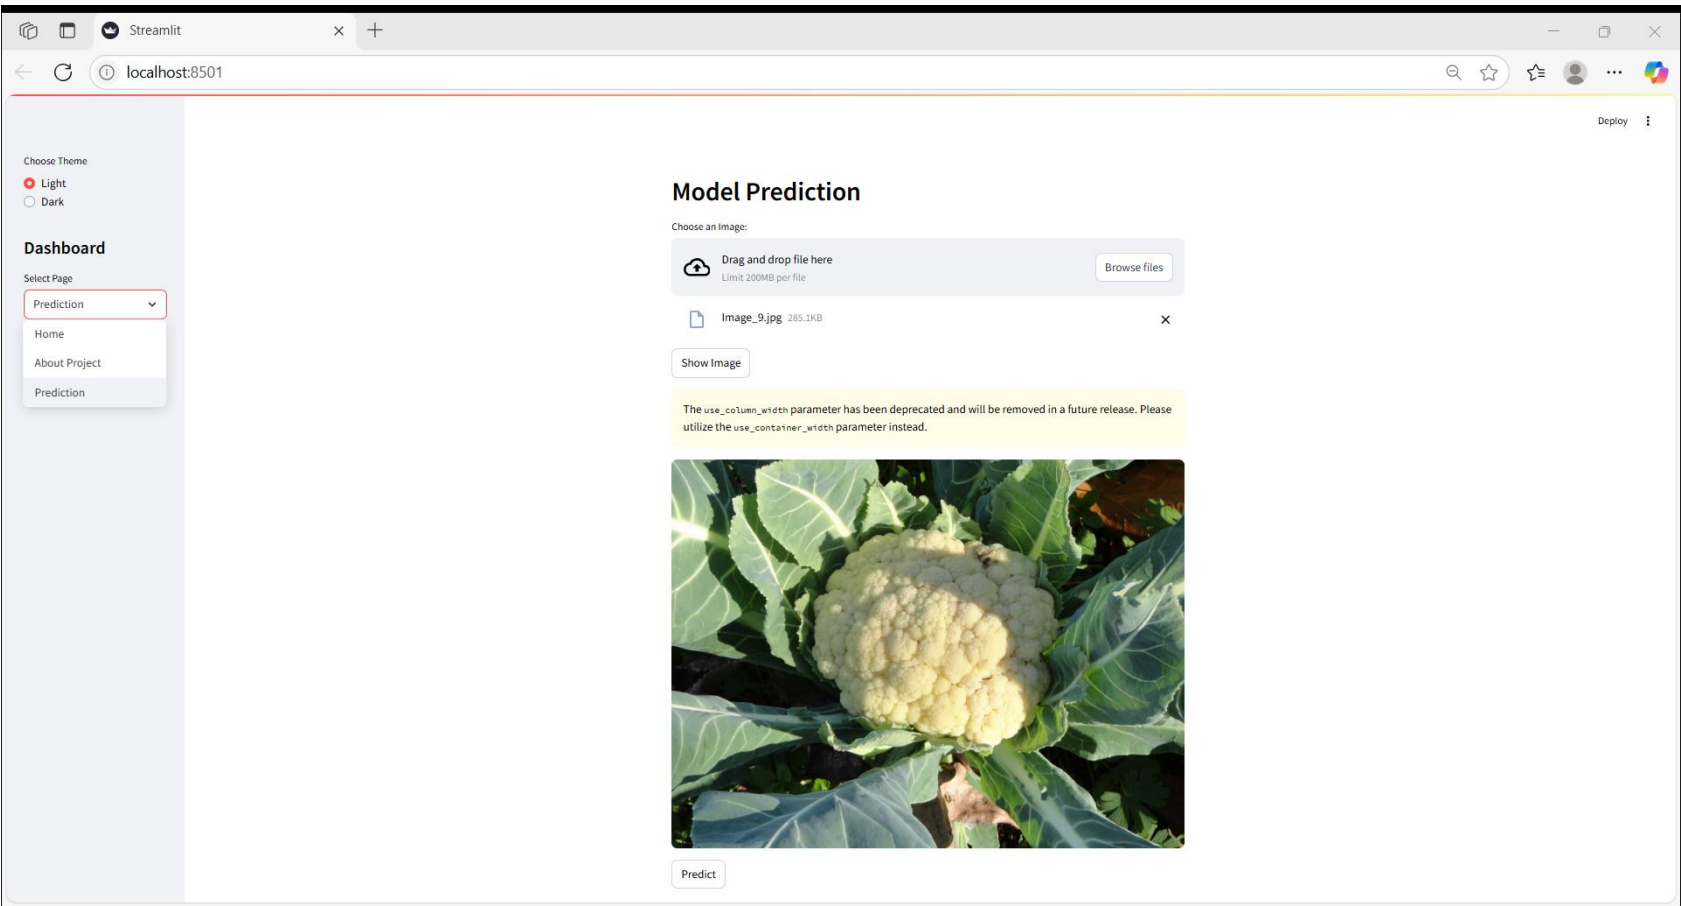 Streamlit
localhost:8501
Deploy
Choose Theme
Light
Dark
Dashboard
Select Page
Prediction
Home
About Project
Prediction
Model Prediction
Choose an Image:
Drag and drop file here
Limit 200MB per file
Browse files
Image_9.jpg 285.1KB
Show Image
The use_column_width parameter has been deprecated and will be removed in a future release. Please
utilize the use_container_width parameter instead.
Predict